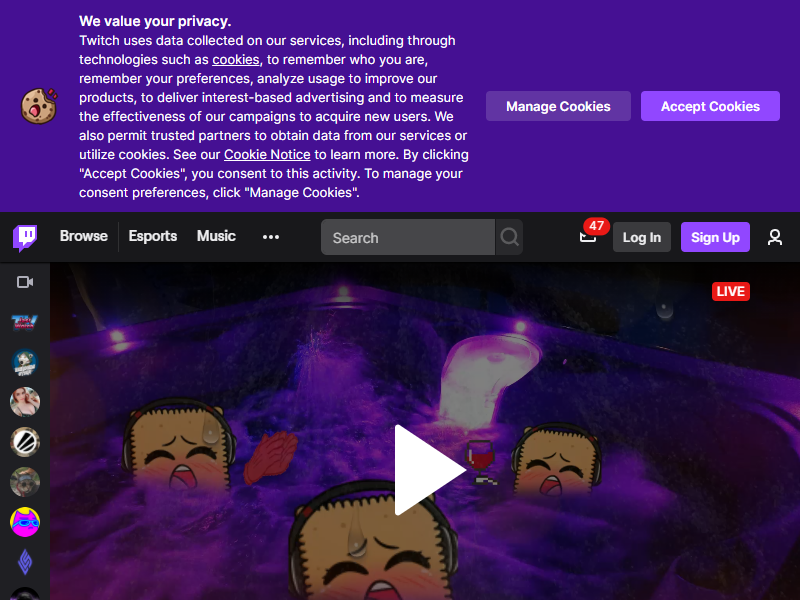 We value your privacy.
Twitch uses data collected on our services, including through
technologies such as cookies, to remember who you are,
remember your preferences, analyze usage to improve our
products, to deliver interest-based advertising and to measure
the effectiveness of our campaigns to acquire new users. We
also permit trusted partners to obtain data from our services or
utilize cookies. See our Cookie Notice to learn more. By clicking
"Accept Cookies", you consent to this activity. To manage your
consent preferences, click "Manage Cookies".
Manage Cookies
Accept Cookies
Browse
Esports
Music
Search
47
Log In
Sign Up
LIVE